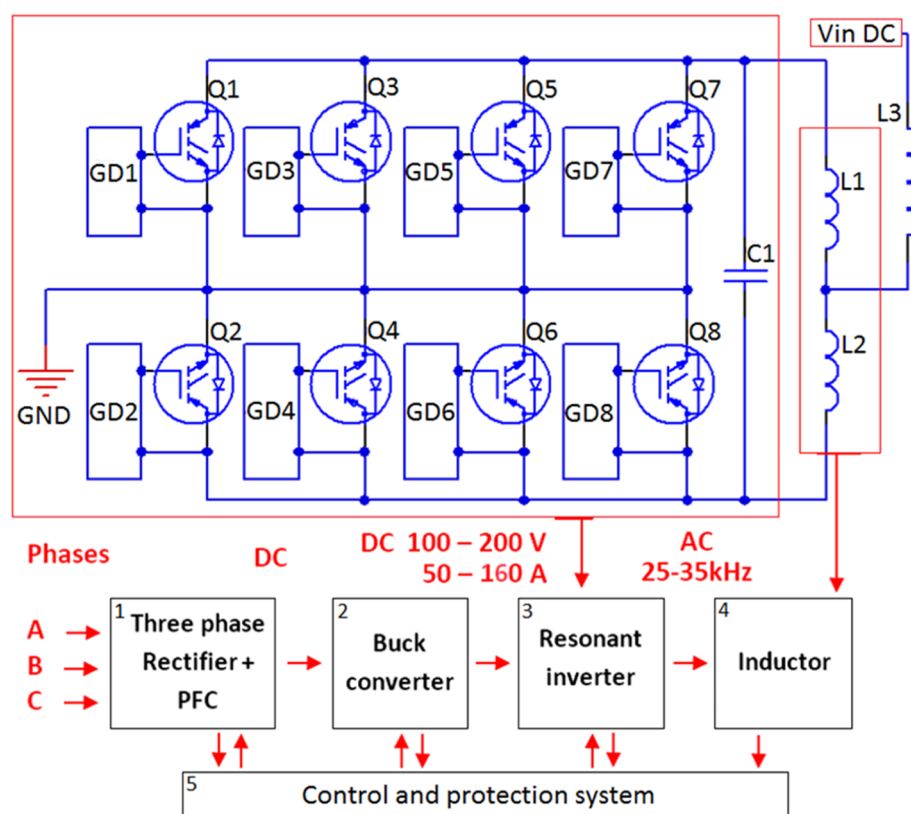 Vin DC
Q1
Q3
Q5
Q7
L3
GD1
GD3
GD5
GD7
L1
C1
Q2
Q4
Q6
Q8
L2
GND
GD2
GD4
GD6
GD8
Phases
DC
DC 100 – 200 V
50 – 160 A
AC
25-35kHz
A
B
C
1
Three phase
Rectifier +
PFC
2
Buck
converter
3
Resonant
inverter
4
Inductor
5
Control and protection system